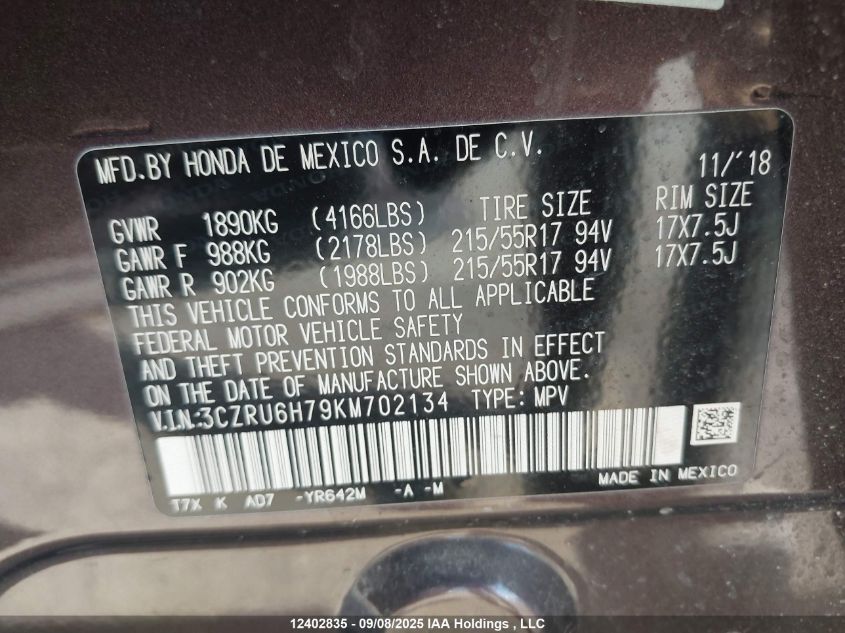 MFD.BY HONDA DE MEXICO S.A. DE C.V. 11/'18
GVWR 1890KG (4166LBS) TIRE SIZE RIM SIZE
GAWR F 988KG (2178LBS) 215/55R17 94V 17X7.5J
GAWR R 902KG (1988LBS) 215/55R17 94V 17X7.5J
THIS VEHICLE CONFORMS TO ALL APPLICABLE
FEDERAL MOTOR VEHICLE SAFETY
AND THEFT PREVENTION STANDARDS IN EFFECT
ON THE DATE OF MANUFACTURE SHOWN ABOVE.
V.I.N.:3CZRU6H79KM702134 TYPE: MPV
T7X K AD7 -YR642M -A -M MADE IN MEXICO
12402835 - 09/08/2025 IAA Holdings , LLC